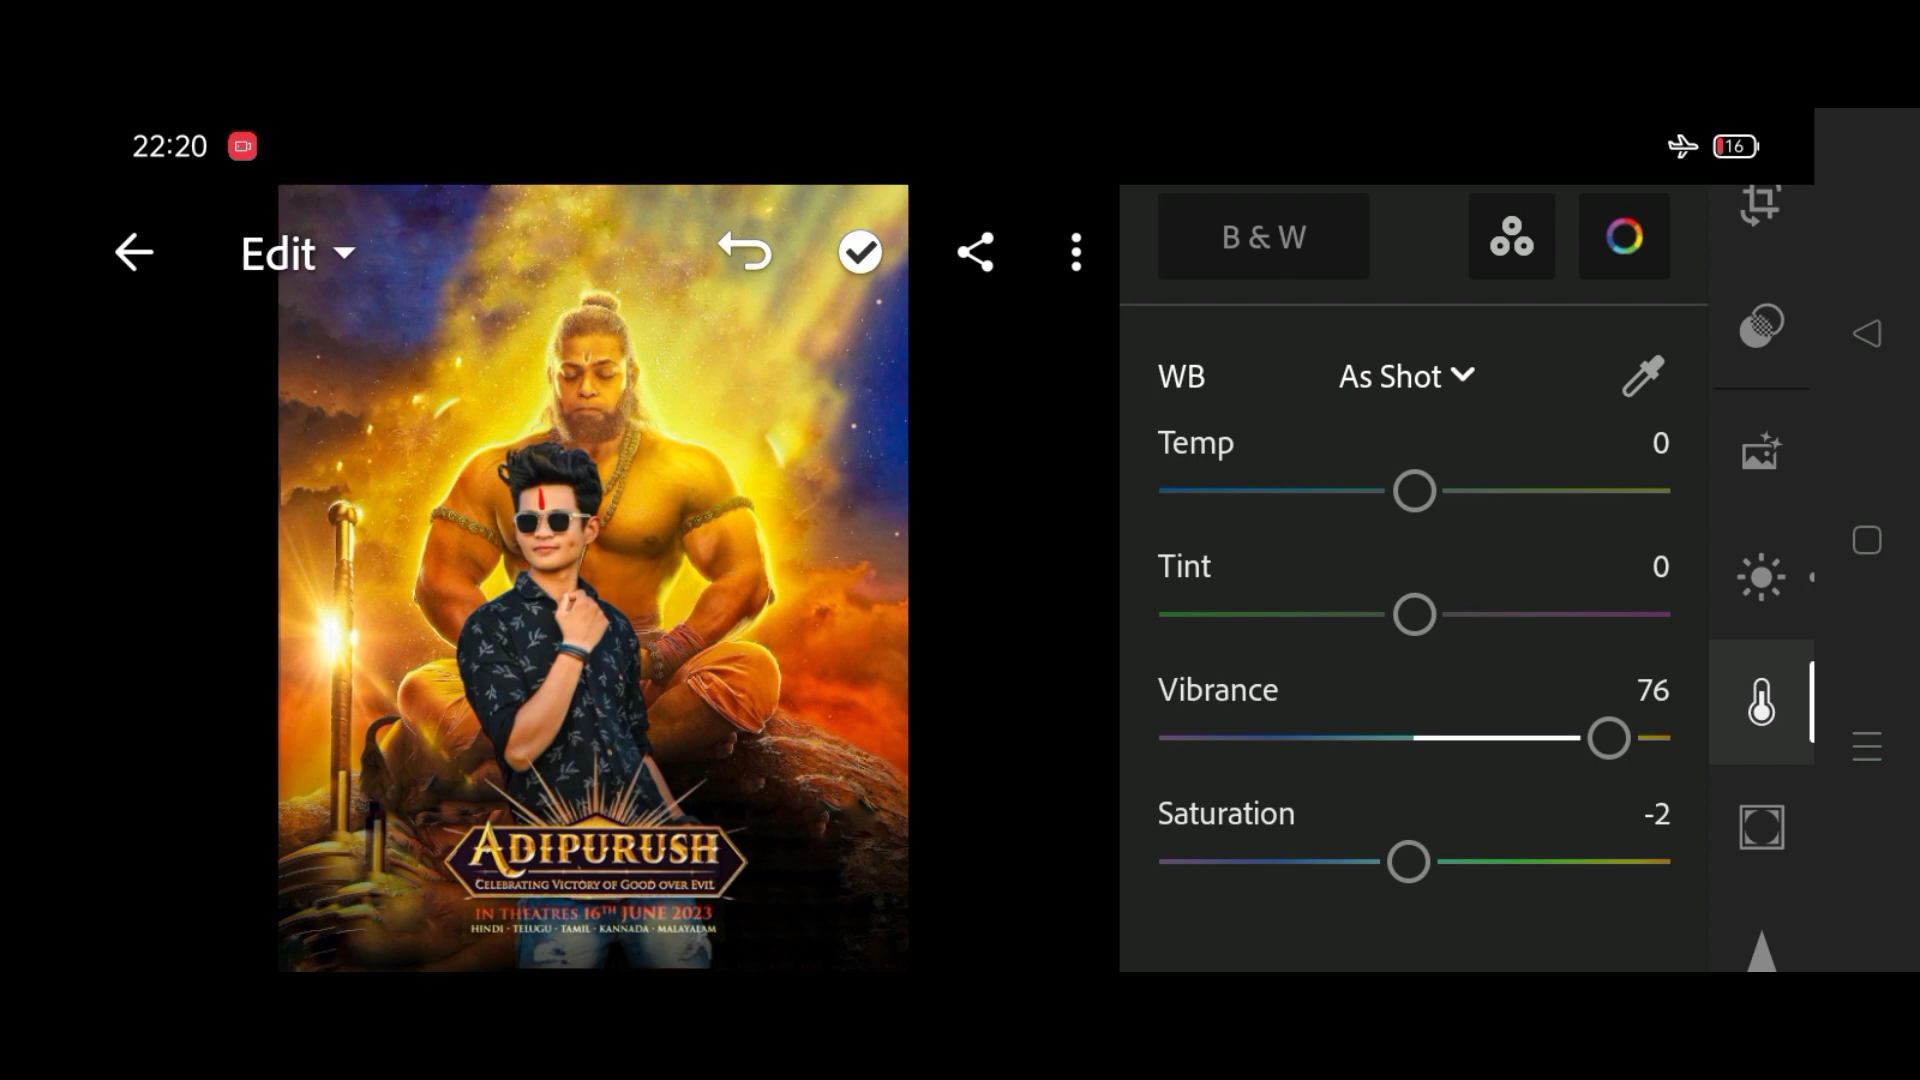 22:20
16
Edit
B & W
WB
As Shot
Temp
0
Tint
0
Vibrance
76
Saturation
-2
ADIPURUSH
CELEBRATING VICTORY OF GOOD OVER EVIL
IN THEATRES 16TH JUNE 2023
HINDI · TELUGU · TAMIL · KANNADA · MALAYALAM